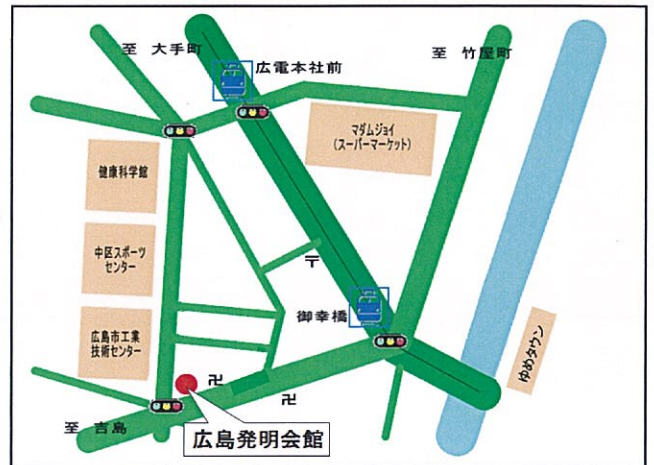 至 大手町
広電本社前
至 竹屋町
マダムジョイ
(スーパーマーケット)
健康科学館
中区スポーツ
センター
〒
御幸橋
広島市工業
技術センター
ゆめタウン
卍
卍
至 吉島
広島発明会館